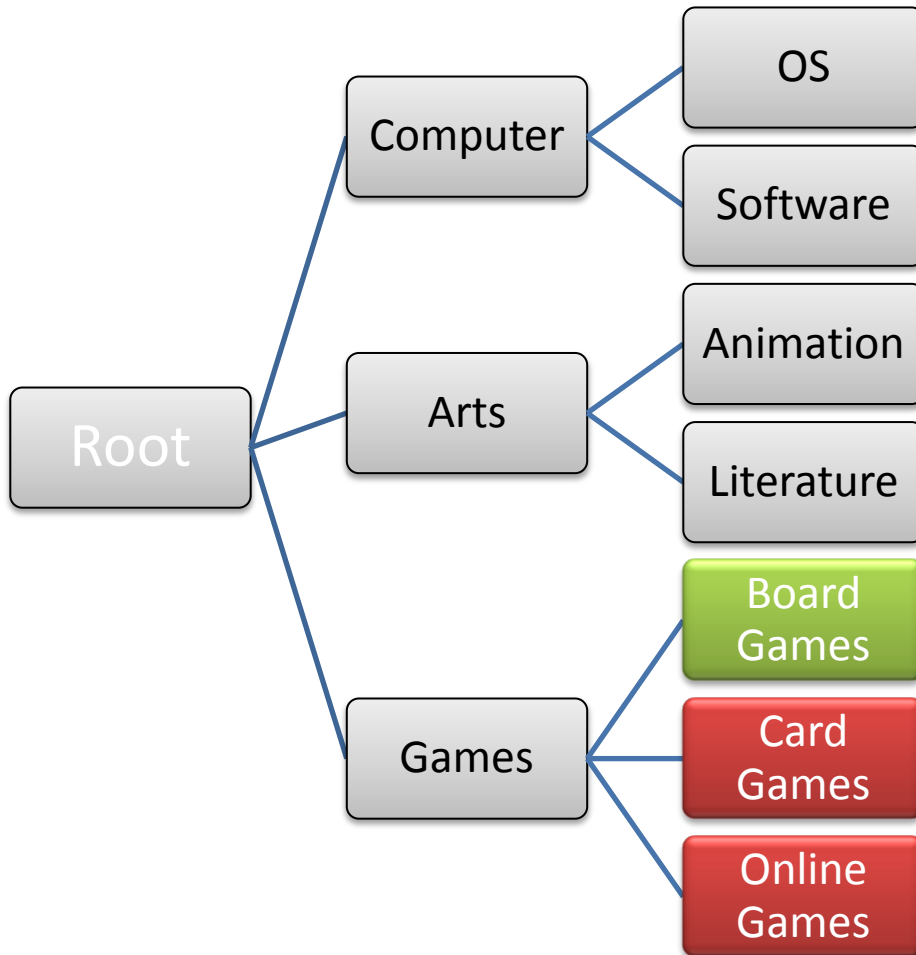 Root
Computer
OS
Software
Arts
Animation
Literature
Games
Board
Games
Card
Games
Online
Games